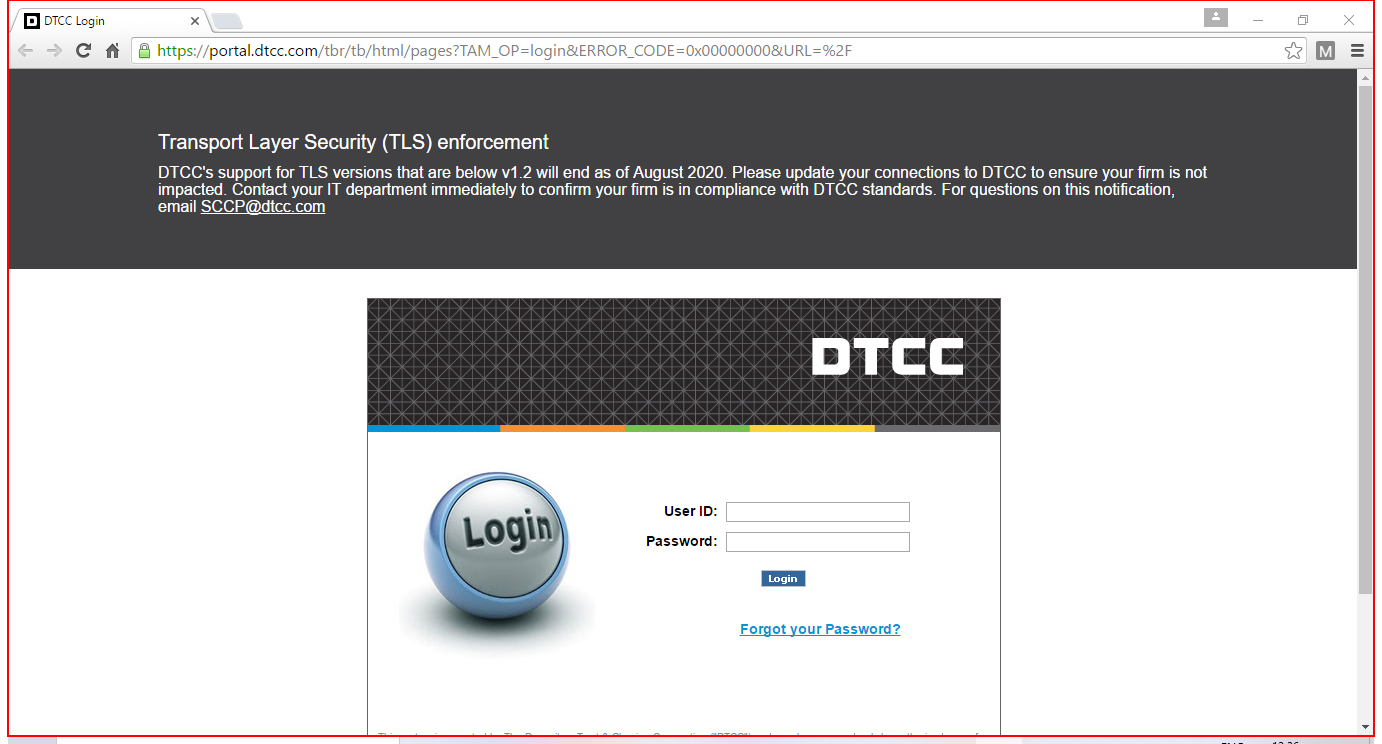 DTCC Login
https://portal.dtcc.com/tbr/tb/html/pages?TAM_OP=login&ERROR_CODE=0x00000000&URL=%2F
M
Transport Layer Security (TLS) enforcement
DTCC's support for TLS versions that are below v1.2 will end as of August 2020. Please update your connections to DTCC to ensure your firm is not
impacted. Contact your IT department immediately to confirm your firm is in compliance with DTCC standards. For questions on this notification,
email SCCP@dtcc.com
DTCC
Login
User ID:
Password:
Login
Forgot your Password?